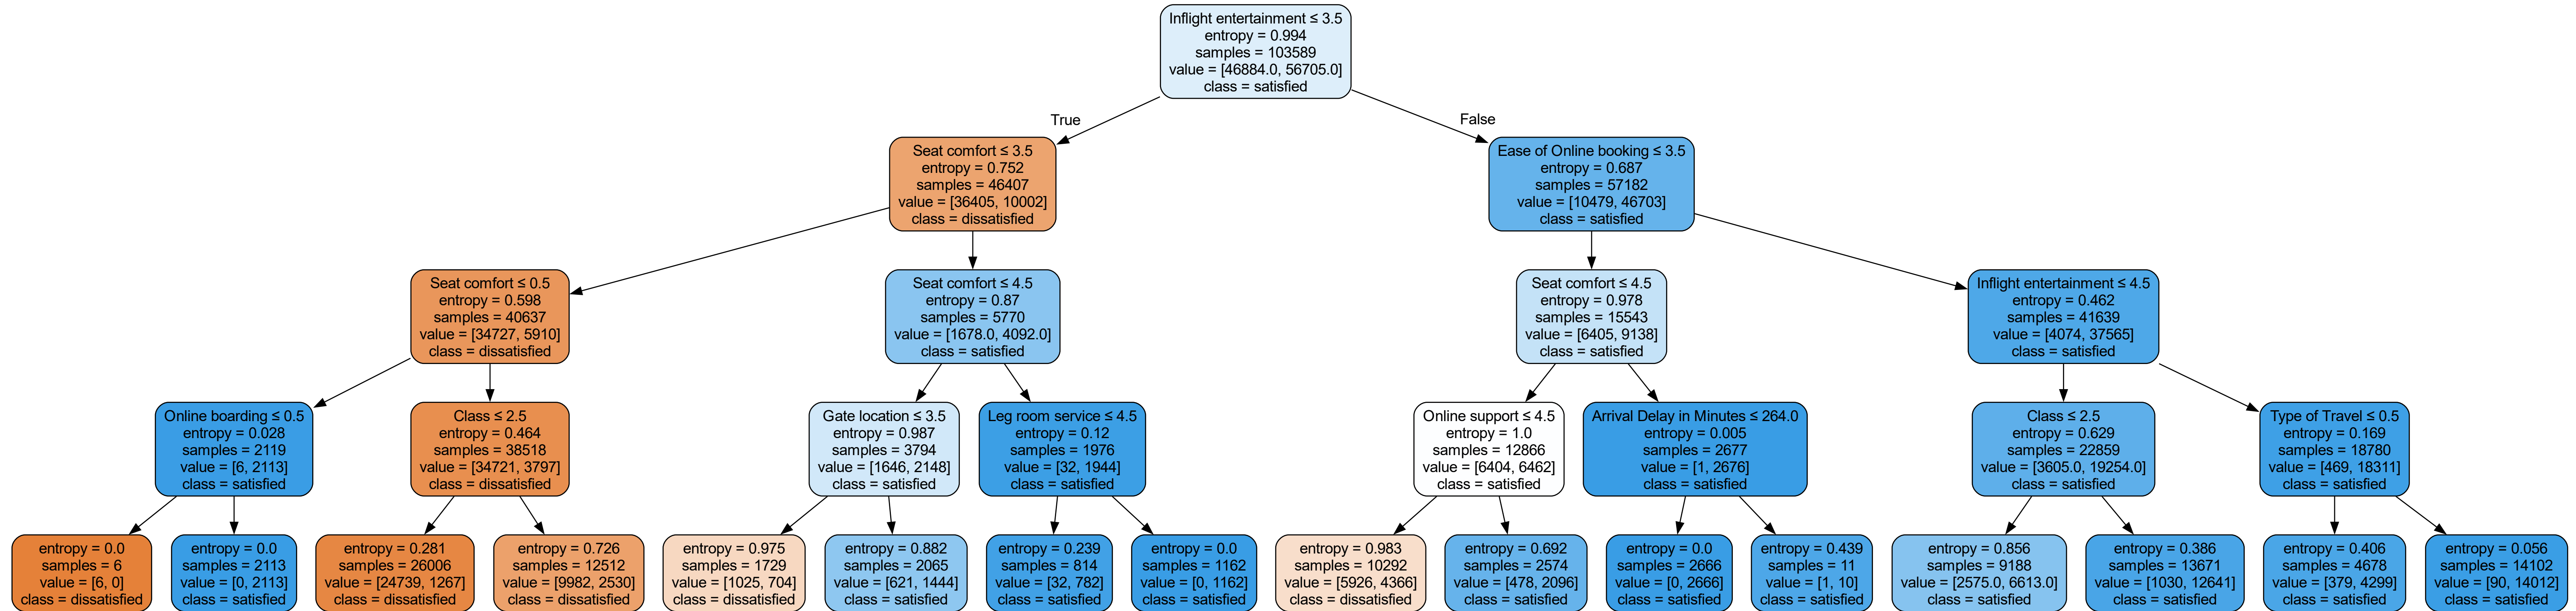 Inflight entertainment ≤ 3.5
entropy = 0.994
samples = 103589
value = [46884.0, 56705.0]
class = satisfied
True
False
Seat comfort ≤ 3.5
entropy = 0.752
samples = 46407
value = [36405, 10002]
class = dissatisfied
Ease of Online booking ≤ 3.5
entropy = 0.687
samples = 57182
value = [10479, 46703]
class = satisfied
Seat comfort ≤ 0.5
entropy = 0.598
samples = 40637
value = [34727, 5910]
class = dissatisfied
Seat comfort ≤ 4.5
entropy = 0.87
samples = 5770
value = [1678.0, 4092.0]
class = satisfied
Seat comfort ≤ 4.5
entropy = 0.978
samples = 15543
value = [6405, 9138]
class = satisfied
Inflight entertainment ≤ 4.5
entropy = 0.462
samples = 41639
value = [4074, 37565]
class = satisfied
Online boarding ≤ 0.5
entropy = 0.028
samples = 2119
value = [6, 2113]
class = satisfied
Class ≤ 2.5
entropy = 0.464
samples = 38518
value = [34721, 3797]
class = dissatisfied
Gate location ≤ 3.5
entropy = 0.987
samples = 3794
value = [1646, 2148]
class = satisfied
Leg room service ≤ 4.5
entropy = 0.12
samples = 1976
value = [32, 1944]
class = satisfied
Online support ≤ 4.5
entropy = 1.0
samples = 12866
value = [6404, 6462]
class = satisfied
Arrival Delay in Minutes ≤ 264.0
entropy = 0.005
samples = 2677
value = [1, 2676]
class = satisfied
Class ≤ 2.5
entropy = 0.629
samples = 22859
value = [3605.0, 19254.0]
class = satisfied
Type of Travel ≤ 0.5
entropy = 0.169
samples = 18780
value = [469, 18311]
class = satisfied
entropy = 0.0
samples = 6
value = [6, 0]
class = dissatisfied
entropy = 0.0
samples = 2113
value = [0, 2113]
class = satisfied
entropy = 0.281
samples = 26006
value = [24739, 1267]
class = dissatisfied
entropy = 0.726
samples = 12512
value = [9982, 2530]
class = dissatisfied
entropy = 0.975
samples = 1729
value = [1025, 704]
class = dissatisfied
entropy = 0.882
samples = 2065
value = [621, 1444]
class = satisfied
entropy = 0.239
samples = 814
value = [32, 782]
class = satisfied
entropy = 0.0
samples = 1162
value = [0, 1162]
class = satisfied
entropy = 0.983
samples = 10292
value = [5926, 4366]
class = dissatisfied
entropy = 0.692
samples = 2574
value = [478, 2096]
class = satisfied
entropy = 0.0
samples = 2666
value = [0, 2666]
class = satisfied
entropy = 0.439
samples = 11
value = [1, 10]
class = satisfied
entropy = 0.856
samples = 9188
value = [2575.0, 6613.0]
class = satisfied
entropy = 0.386
samples = 13671
value = [1030, 12641]
class = satisfied
entropy = 0.406
samples = 4678
value = [379, 4299]
class = satisfied
entropy = 0.056
samples = 14102
value = [90, 14012]
class = satisfied